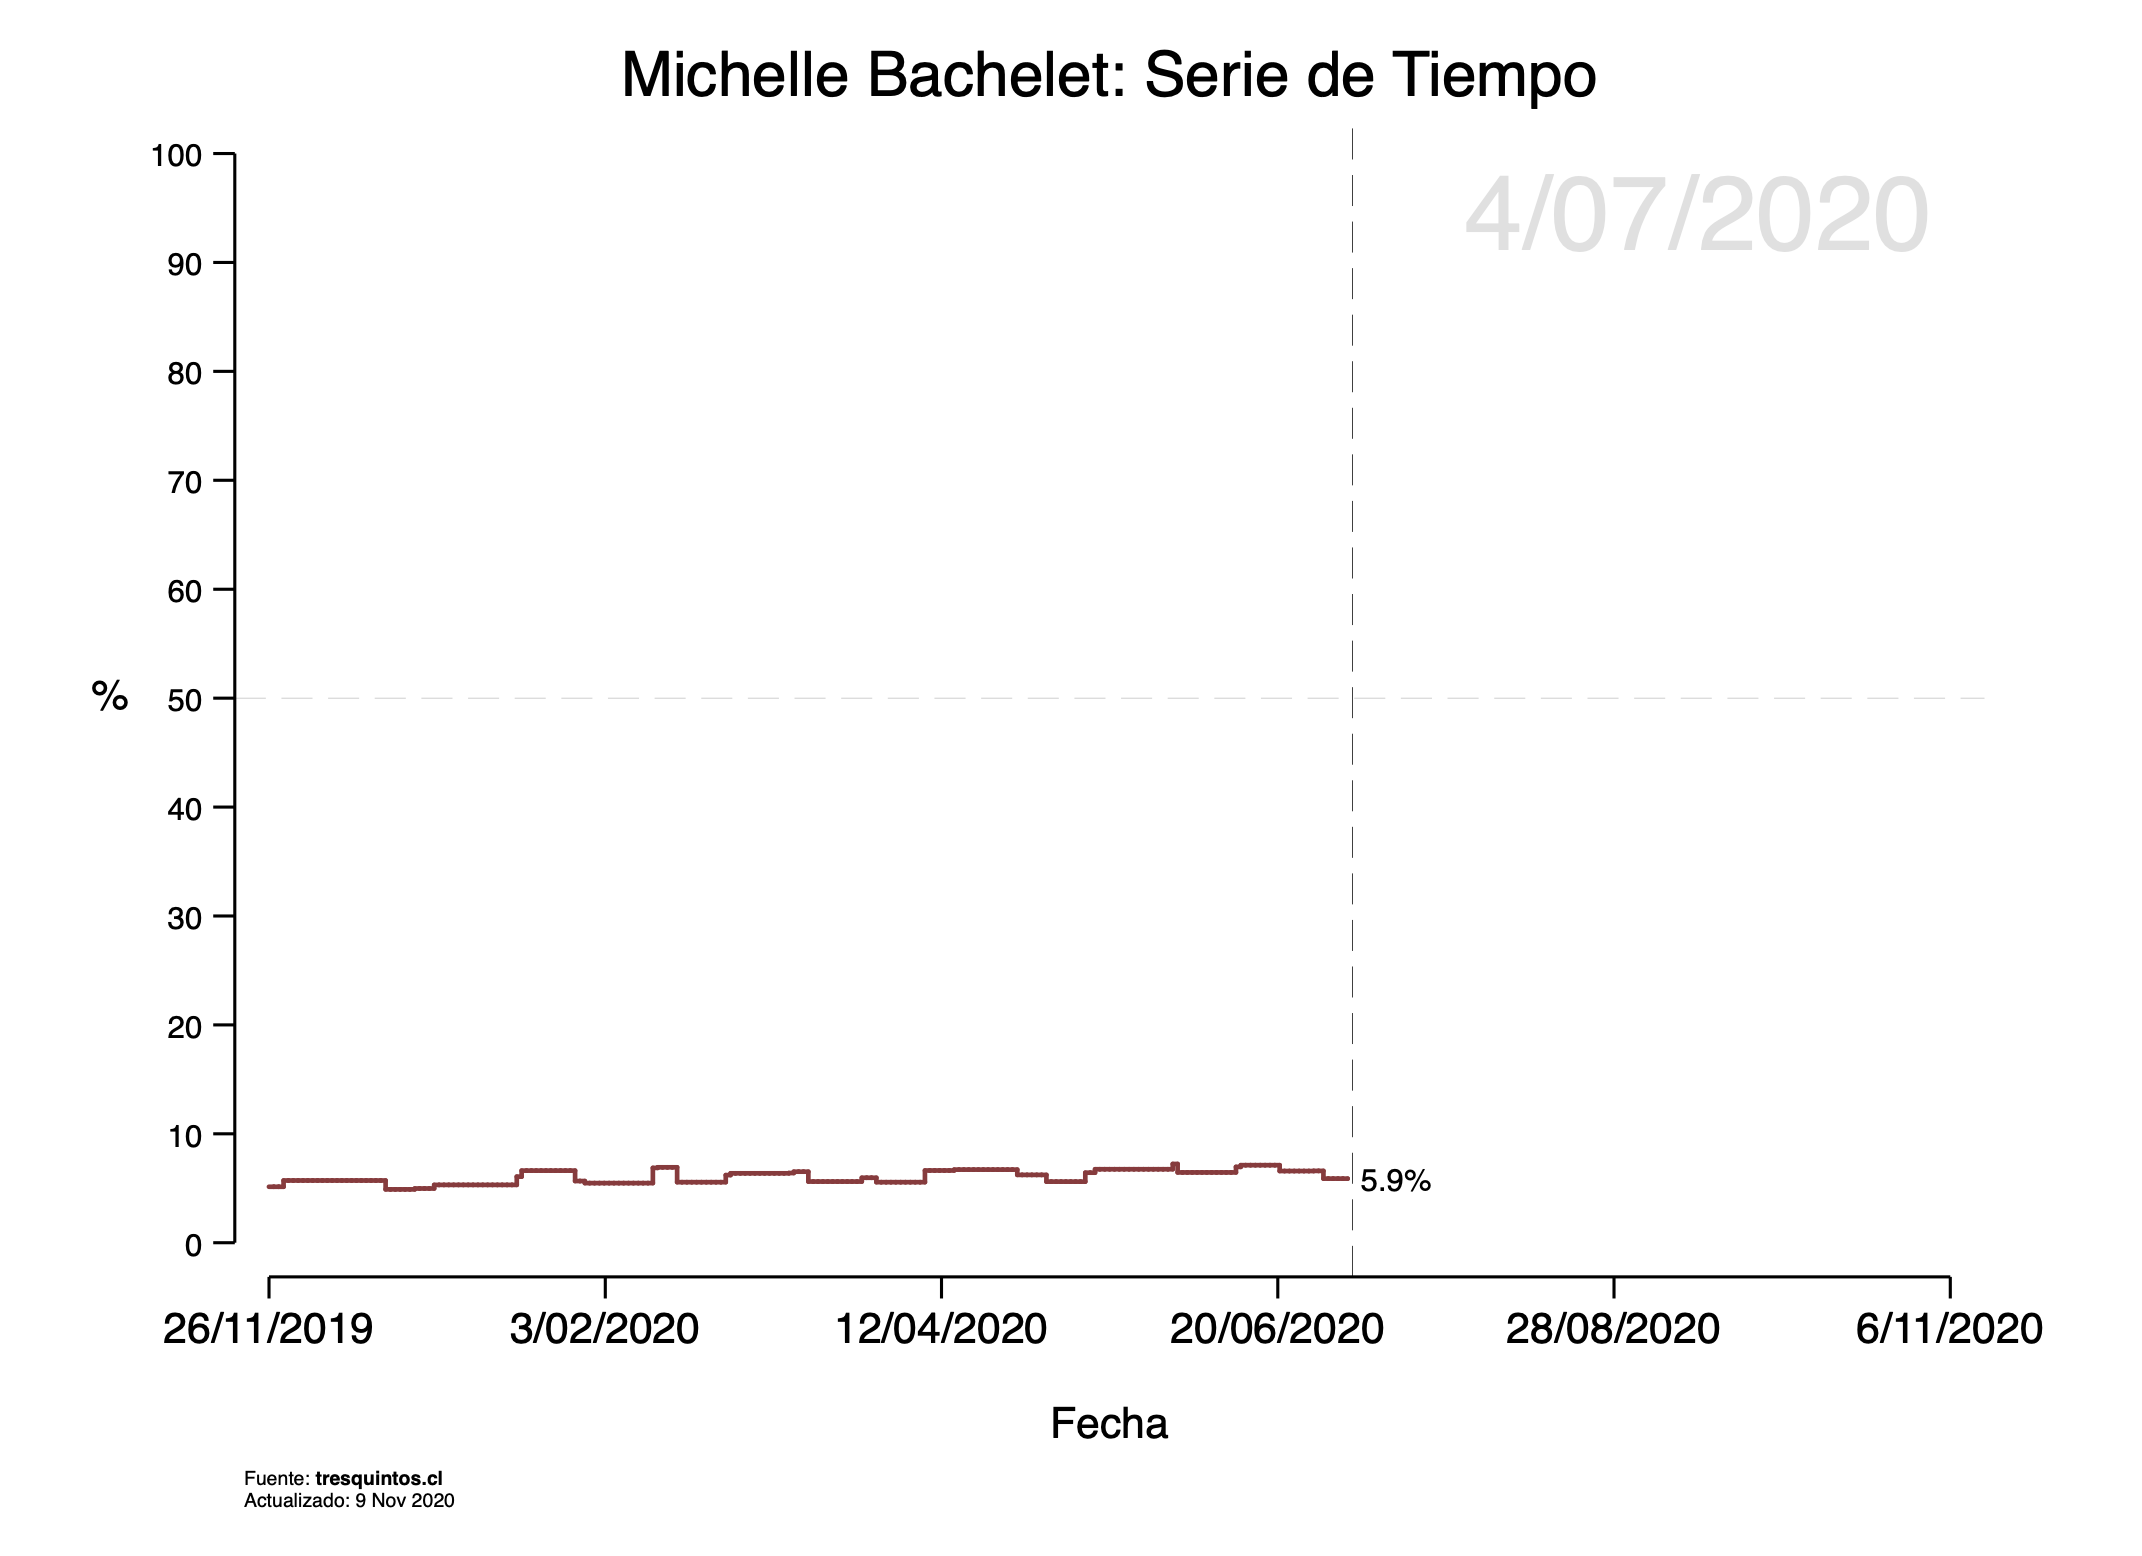 Michelle Bachelet: Serie de Tiempo
4/07/2020
100
90
80
70
60
%
50
40
30
20
10
0
5.9%
26/11/2019 3/02/2020 12/04/2020 20/06/2020 28/08/2020 6/11/2020
Fecha
Fuente: tresquintos.cl
Actualizado: 9 Nov 2020